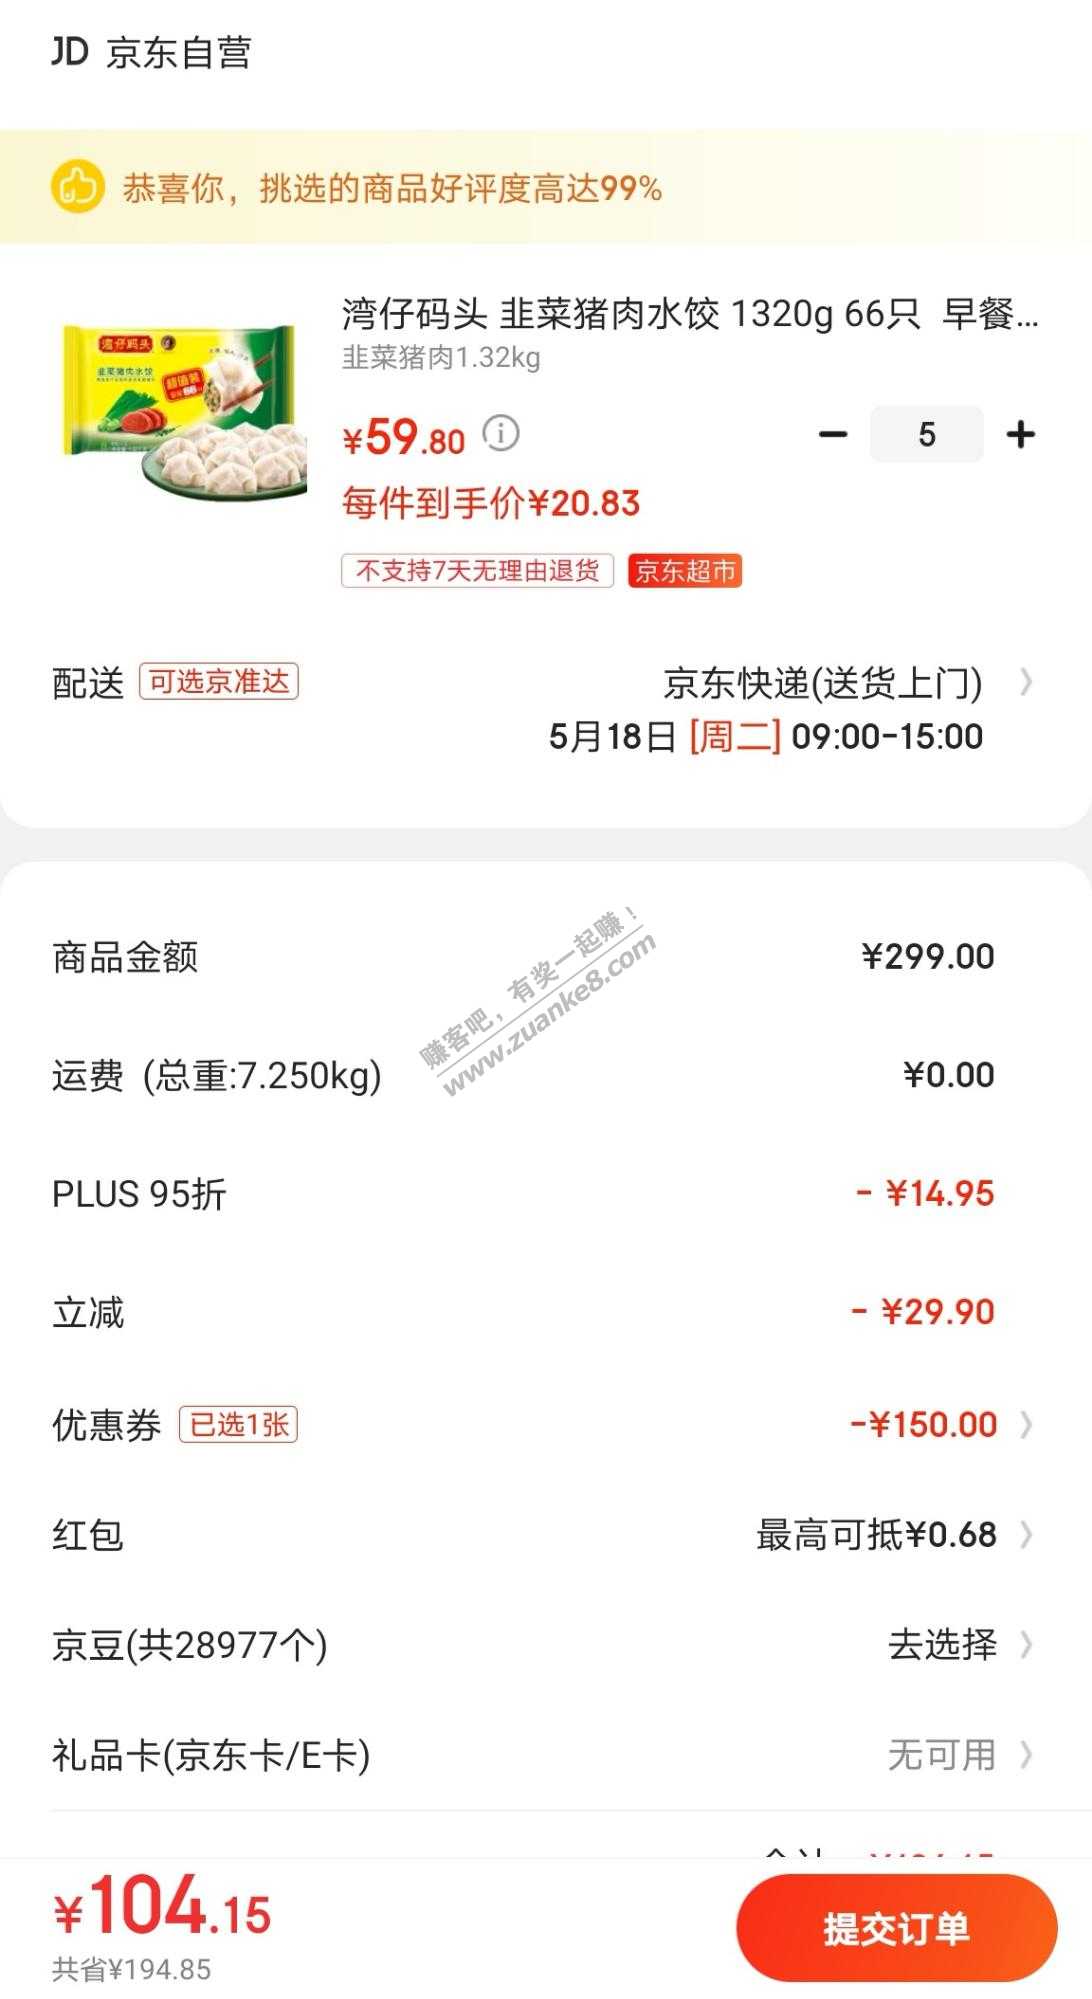 JD 京东自营
恭喜你，挑选的商品好评度高达99%
湾仔码头 韭菜猪肉水饺 1320g 66只 早餐...
韭菜猪肉1.32kg
湾仔码头
韭菜猪肉水饺
超值装
¥59.80
5
每件到手价¥20.83
不支持7天无理由退货 京东超市
配送 可选京准达 京东快递(送货上门)
5月18日 [周二] 09:00-15:00
商品金额 ¥299.00
赚客吧，有奖一起赚！
www.zuanke8.com
运费 (总重:7.250kg) ¥0.00
PLUS 95折 - ¥14.95
立减 - ¥29.90
优惠券 已选1张 -¥150.00
红包 最高可抵¥0.68
京豆(共28977个) 去选择
礼品卡(京东卡/E卡) 无可用
¥104.15
共省¥194.85
提交订单